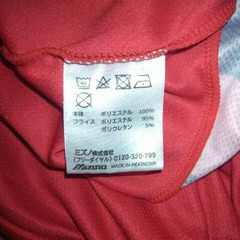 本体 ポリエステル 100%
フライス ポリエステル 95%
ポリウレタン 5%
ミズノ株式会社
(フリーダイヤル) 0120-320-799
Mizuno MADE IN INDONESIA